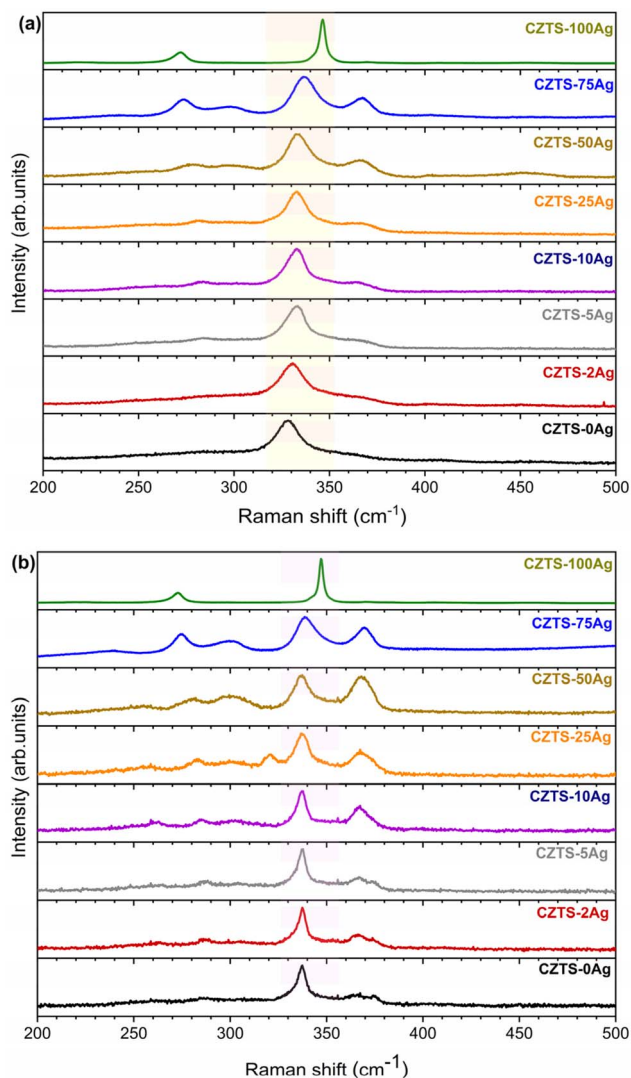 (a)
CZTS-100Ag
CZTS-75Ag
CZTS-50Ag
CZTS-25Ag
CZTS-10Ag
CZTS-5Ag
CZTS-2Ag
CZTS-0Ag
Intensity (arb.units)
200 250 300 350 400 450 500
Raman shift (cm⁻¹)
(b)
CZTS-100Ag
CZTS-75Ag
CZTS-50Ag
CZTS-25Ag
CZTS-10Ag
CZTS-5Ag
CZTS-2Ag
CZTS-0Ag
Intensity (arb.units)
200 250 300 350 400 450 500
Raman shift (cm⁻¹)